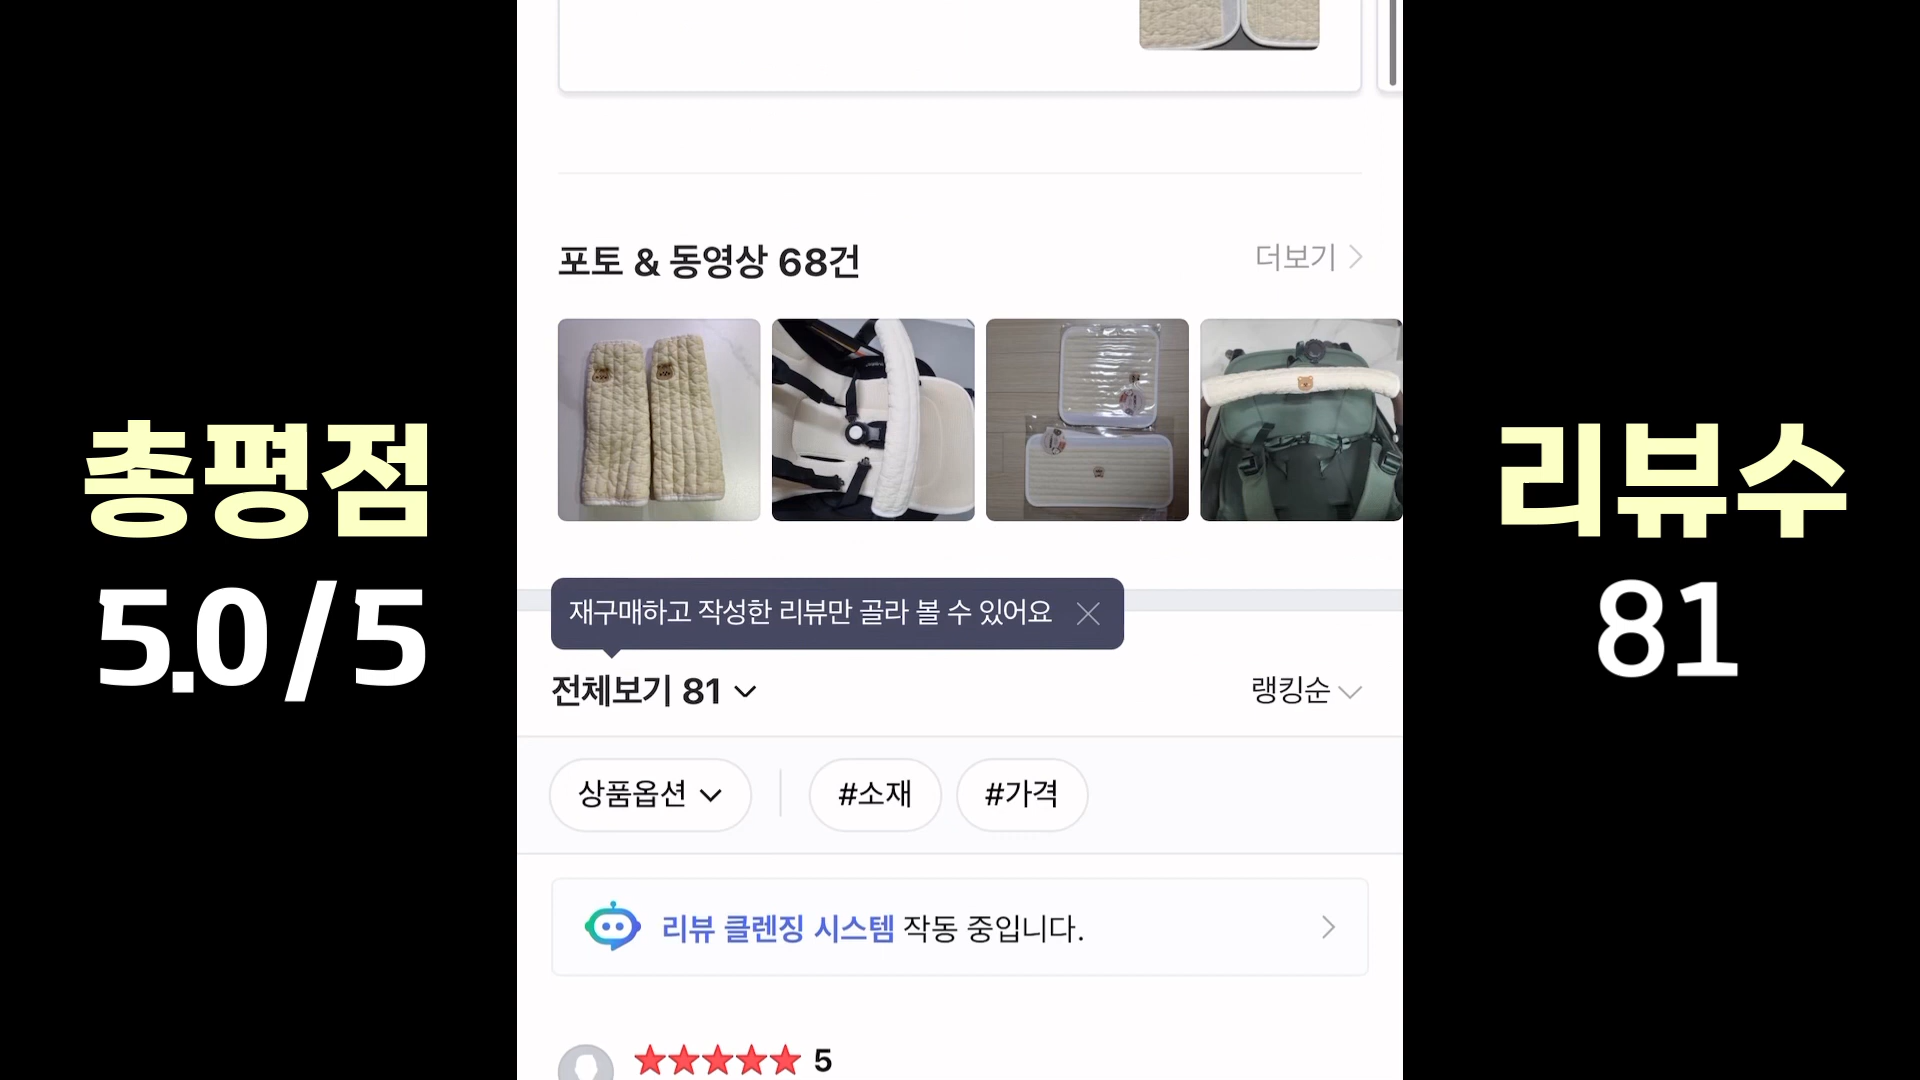 총평점
5.0/5
포토 & 동영상 68건
더보기
재구매하고 작성한 리뷰만 골라 볼 수 있어요
전체보기 81
랭킹순
상품옵션
#소재
#가격
리뷰 클렌징 시스템 작동 중입니다.
5
리뷰수
81